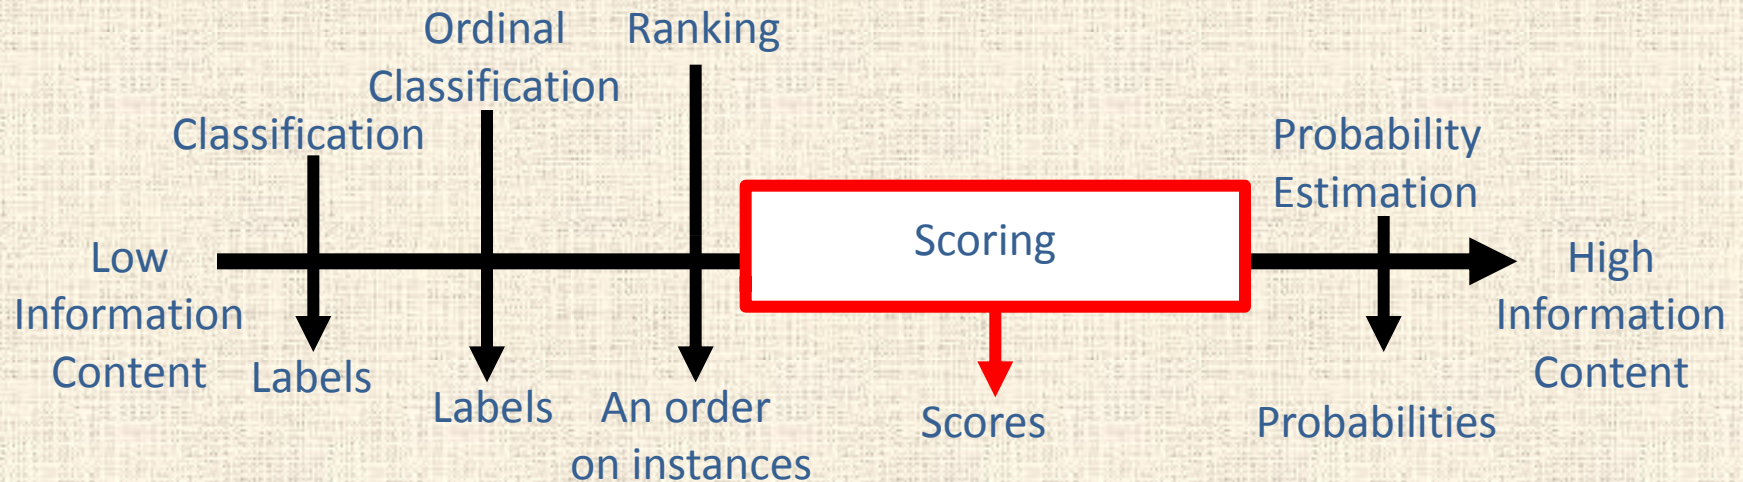 Ordinal
Classification
Ranking
Classification
Probability
Estimation
Scoring
Low
Information
Content
High
Information
Content
Labels
Labels
An order
on instances
Scores
Probabilities